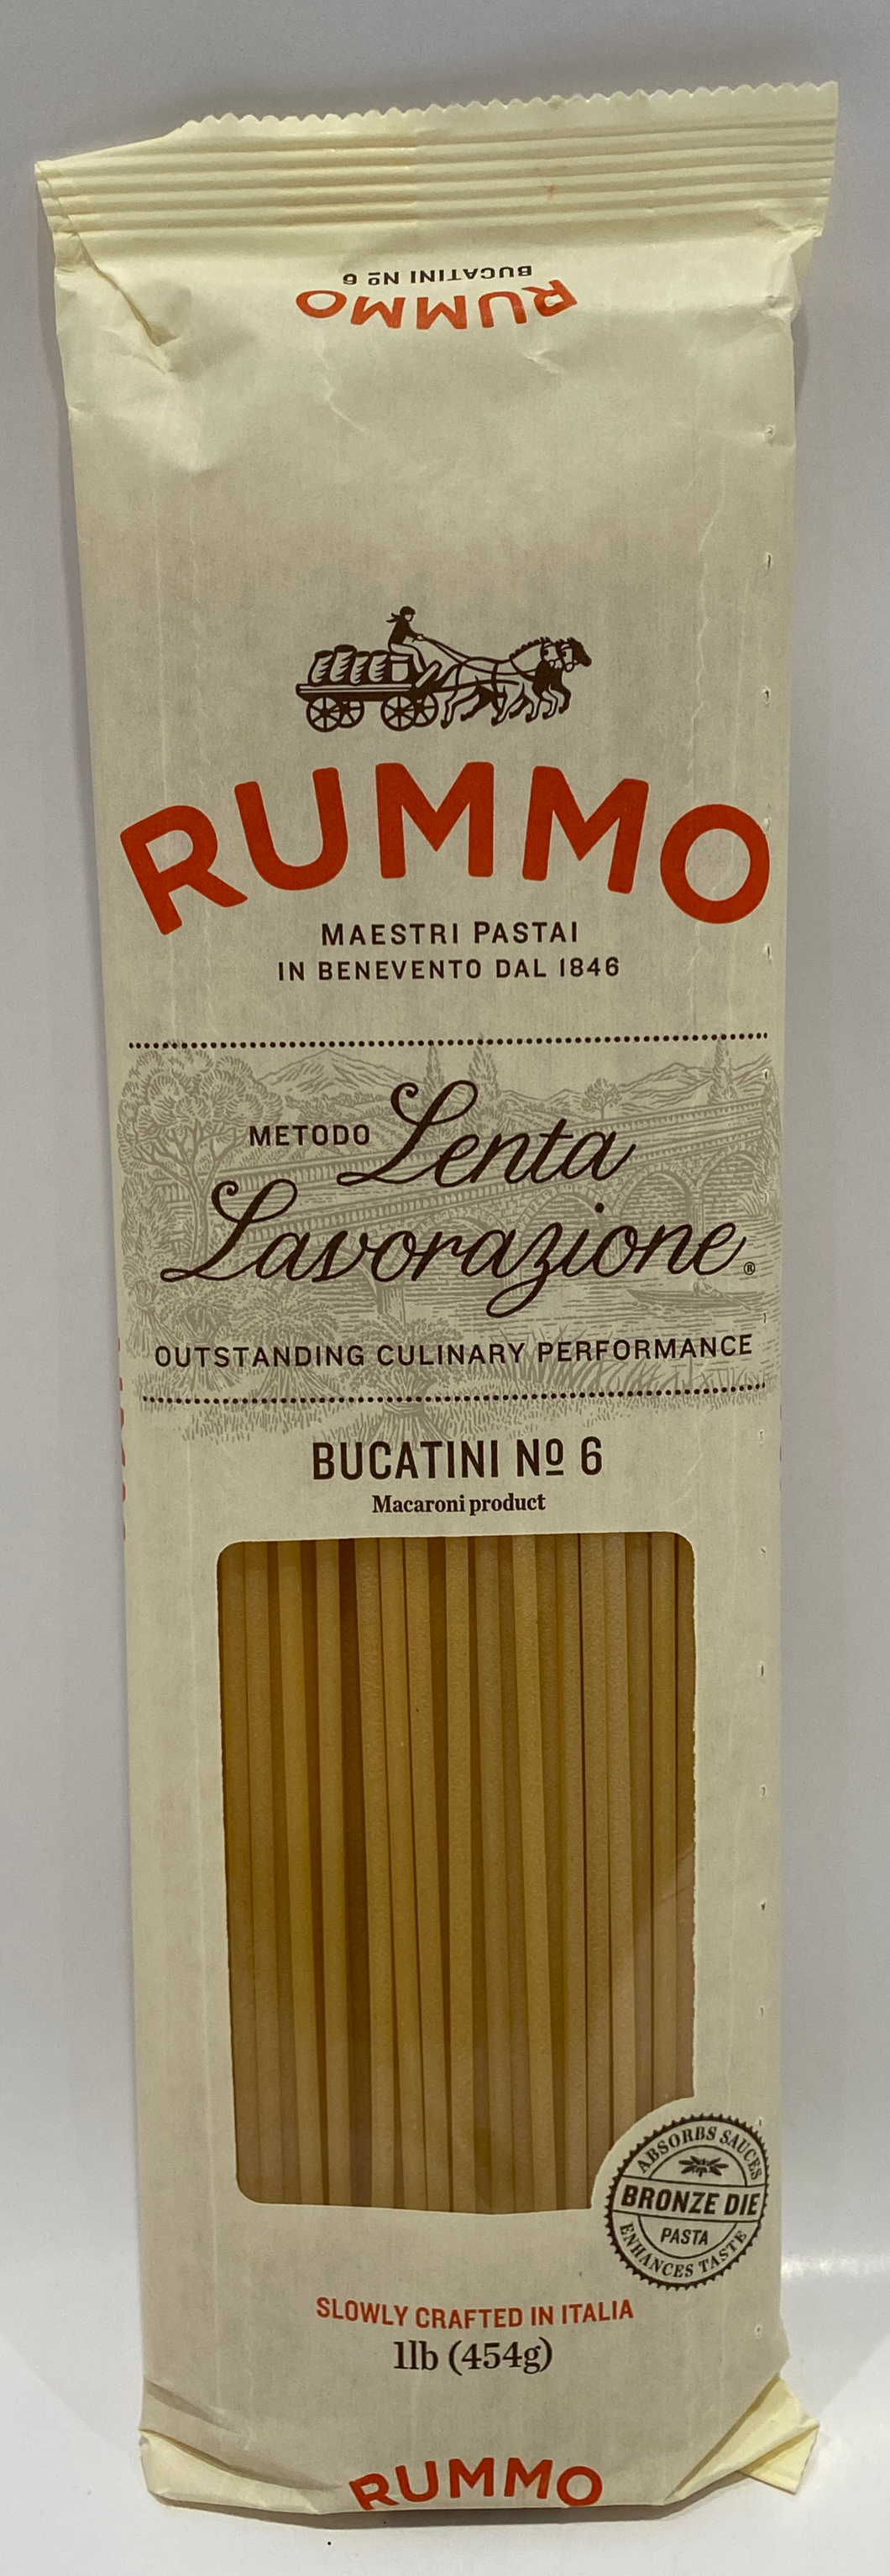 BUCATINI Nº 6
RUMMO
RUMMO
MAESTRI PASTAI
IN BENEVENTO DAL 1846
METODO Lenta
Lavorazione®
OUTSTANDING CULINARY PERFORMANCE
BUCATINI Nº 6
Macaroni product
ABSORBS SAUCES
BRONZE DIE
PASTA
ENHANCES TASTE
SLOWLY CRAFTED IN ITALIA
1lb (454g)
RUMMO